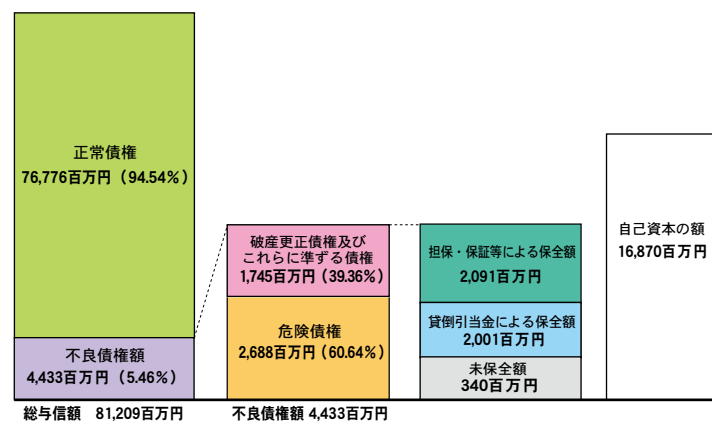 正常債権
76,776百万円（94.54％）
不良債権額
4,433百万円（5.46％）
総与信額　81,209百万円
破産更正債権及び
これらに準ずる債権
1,745百万円（39.36％）
危険債権
2,688百万円（60.64％）
不良債権額 4,433百万円
担保・保証等による保全額
2,091百万円
貸倒引当金による保全額
2,001百万円
未保全額
340百万円
自己資本の額
16,870百万円